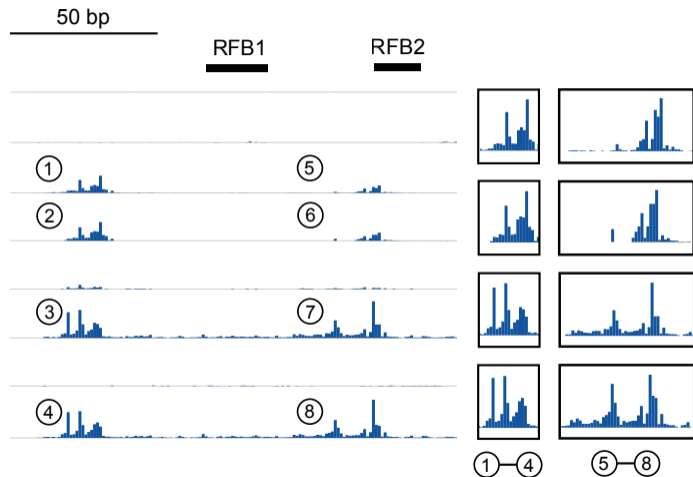 50 bp
RFB1 RFB2
① ⑤
② ⑥
③ ⑦
④ ⑧
①–④ ⑤–⑧